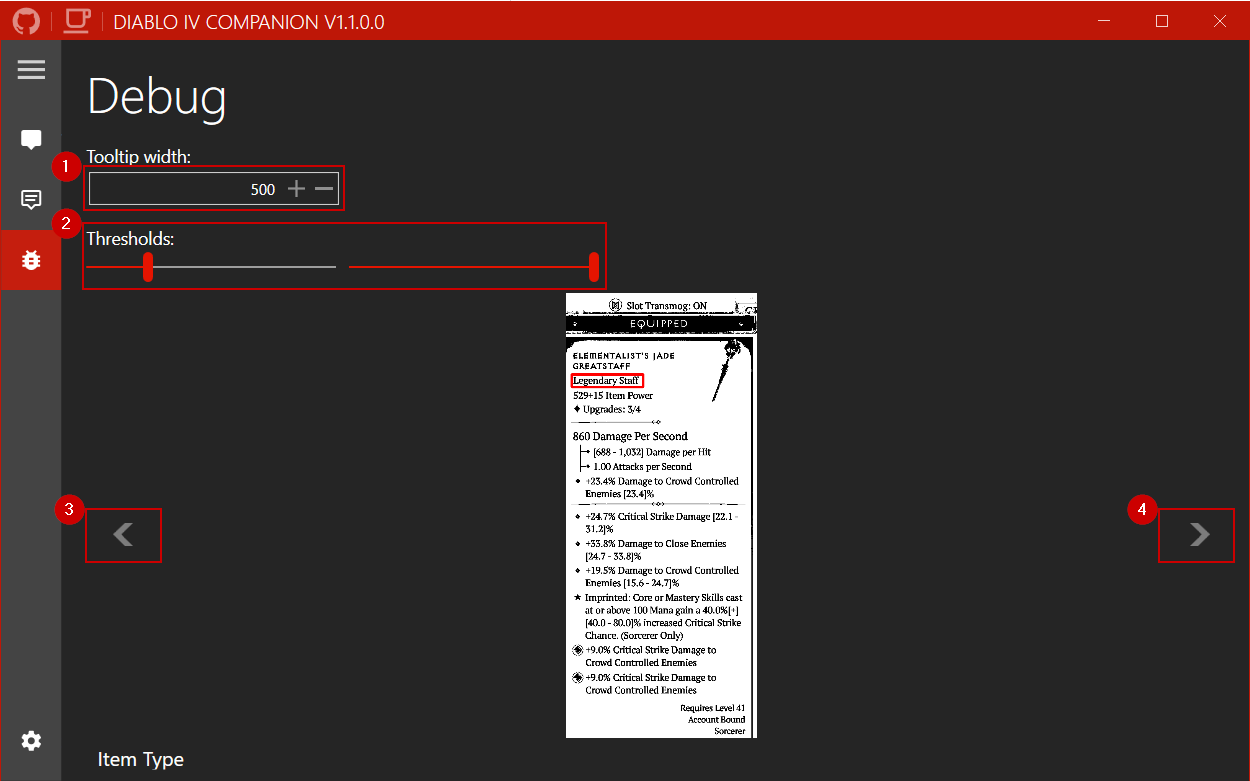 DIABLO IV COMPANION V1.1.0.0
Debug
Tooltip width:
1
500
2
Thresholds:
Slot Transmog: ON
EQUIPPED
ELEMENTALIST'S JADE
GREATSTAFF
Legendary Staff
529+15 Item Power
Upgrades: 3/4
860 Damage Per Second
[688 - 1,032] Damage per Hit
1.00 Attacks per Second
+23.4% Damage to Crowd Controlled
Enemies [23.4]%
+24.7% Critical Strike Damage [22.1 -
31.2]%
+33.8% Damage to Close Enemies
[24.7 - 33.8]%
+19.5% Damage to Crowd Controlled
Enemies [15.6 - 24.7]%
Imprinted: Core or Mastery Skills cast
at or above 100 Mana gain a 40.0%[+]
[40.0 - 80.0]% increased Critical Strike
Chance. (Sorcerer Only)
+9.0% Critical Strike Damage to
Crowd Controlled Enemies
+9.0% Critical Strike Damage to
Crowd Controlled Enemies
Requires Level 41
Account Bound
Sorcerer
3
4
Item Type